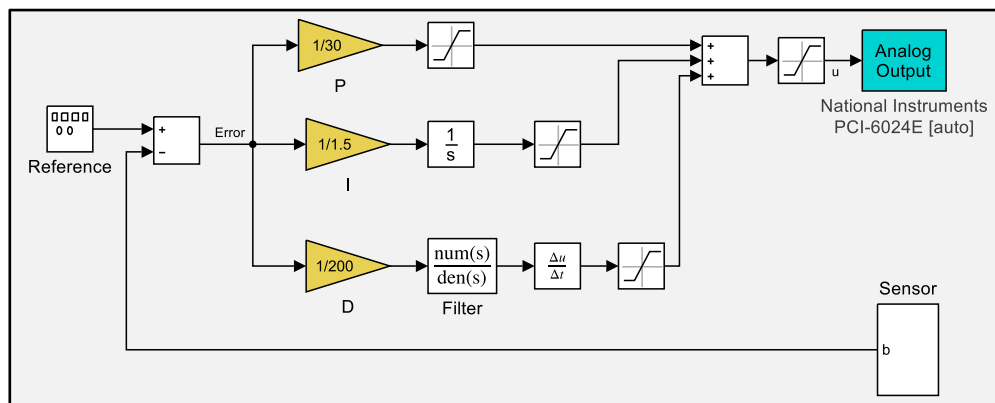 1/30
P
+
+
+
u
Analog
Output
National Instruments
PCI-6024E [auto]
Reference
+
−
Error
1/1.5
I
1
s
1/200
D
num(s)
den(s)
Filter
Δu
Δt
Sensor
b